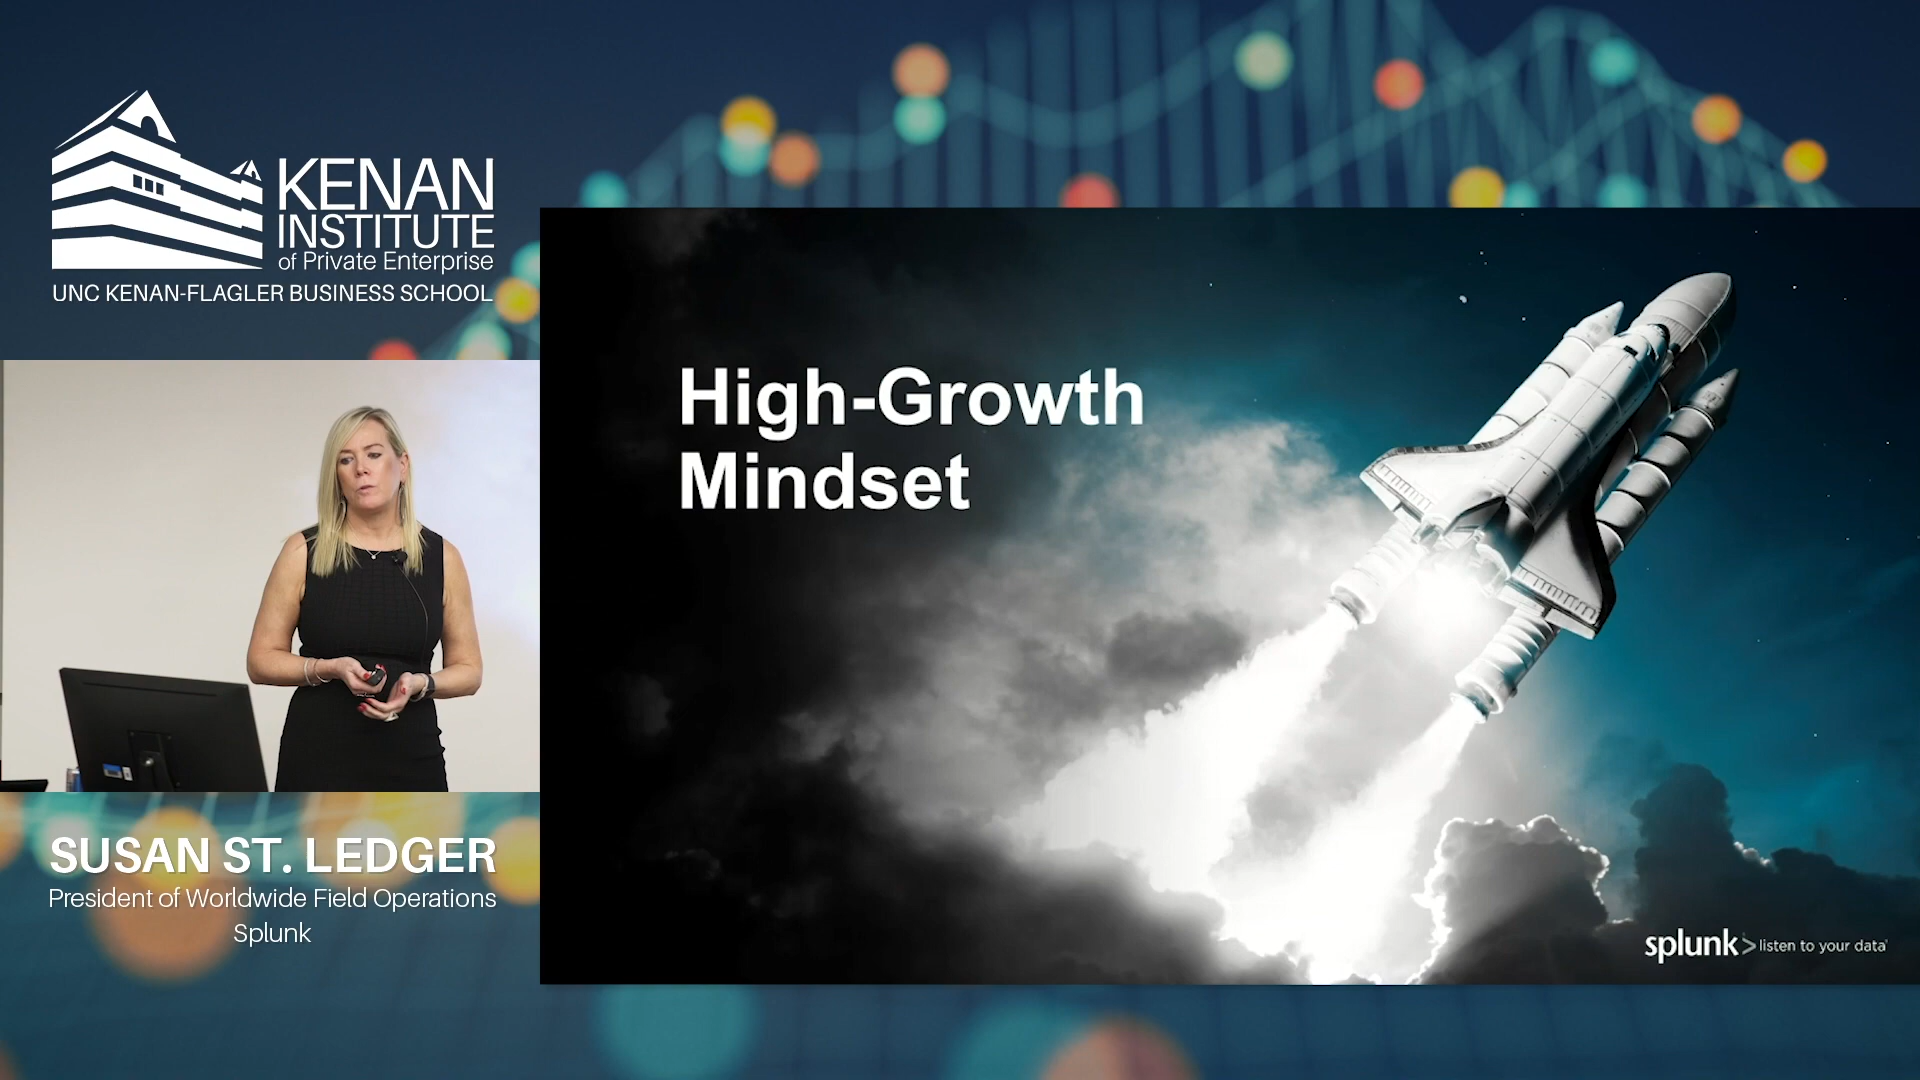 KENAN
INSTITUTE
of Private Enterprise
UNC KENAN-FLAGLER BUSINESS SCHOOL
High-Growth
Mindset
splunk> listen to your data
SUSAN ST. LEDGER
President of Worldwide Field Operations
Splunk